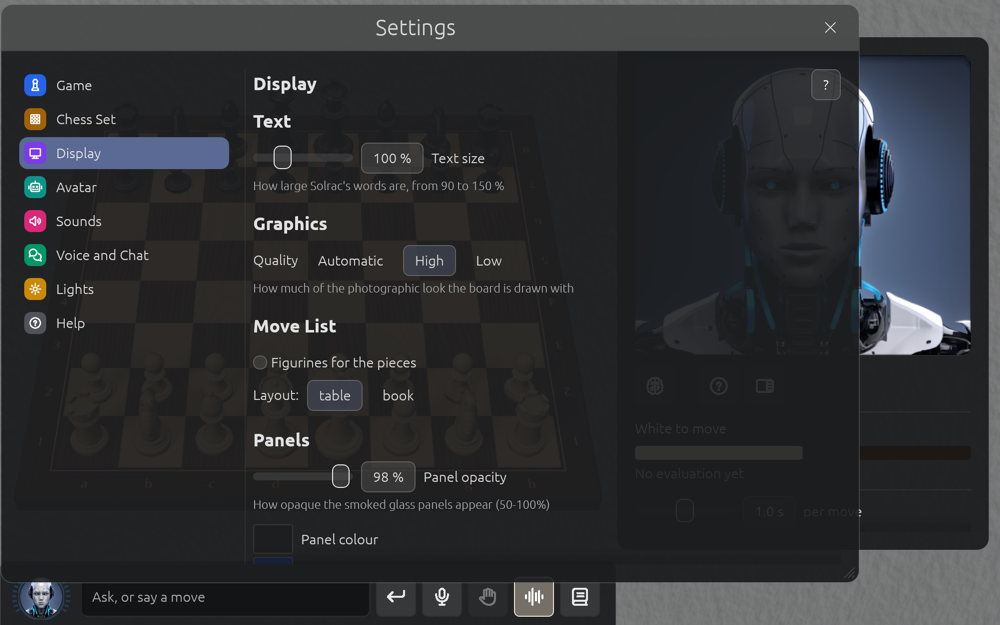 Settings
Game
Chess Set
Display
Avatar
Sounds
Voice and Chat
Lights
Help
Display
Text
100 % Text size
How large Solrac's words are, from 90 to 150 %
Graphics
Quality Automatic High Low
How much of the photographic look the board is drawn with
Move List
Figurines for the pieces
Layout: table book
Panels
98 % Panel opacity
How opaque the smoked glass panels appear (50-100%)
Panel colour
?
White to move
No evaluation yet
1.0 s per move
Ask, or say a move